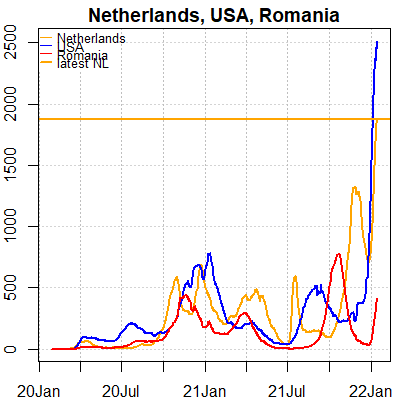 Netherlands, USA, Romania
Netherlands
USA
Romania
latest NL
2500
2000
1500
1000
500
0
20Jan 20Jul 21Jan 21Jul 22Jan